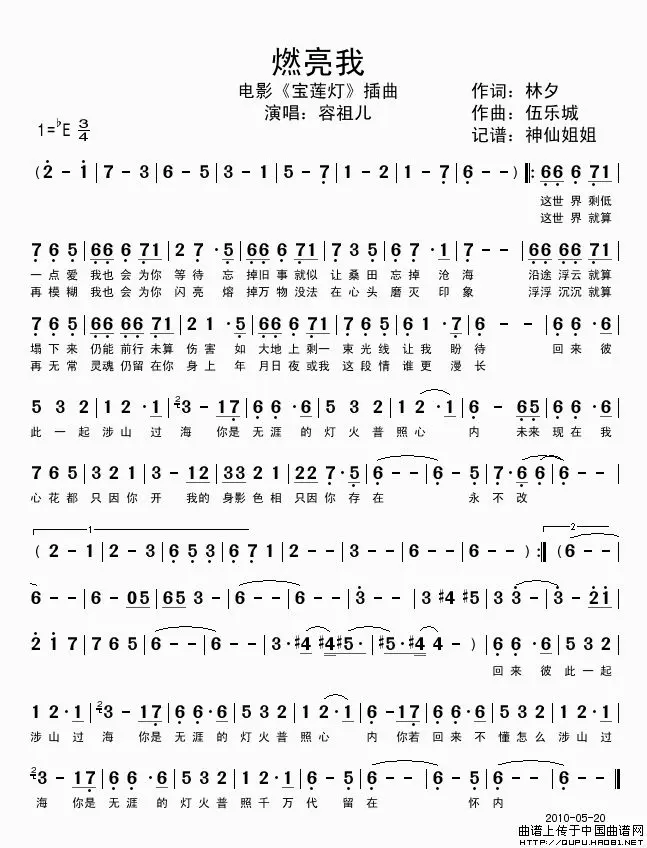 燃亮我
电影《宝莲灯》插曲
演唱：容祖儿
作词：林夕
作曲：伍乐城
记谱：神仙姐姐
1=♭E 3/4
(2 - 1 | 7 - 3 | 6 - 5 | 3 - 1 | 5 - 7 | 1 - 2 | 1 - 7 | 6 - ) ‖: 66 6 71 |
这世 界 剩低
这世 界 就算
7 6 5 | 66 6 71 | 2 7 · 5 | 66 6 71 | 5 6 3 | 6 7 · 1 | 7 - | 66 6 71 |
一点爱 我也 会 为你 等待 忘 掉旧 事 就似 让 桑 田 忘 掉 沧 海 沿途 浮云 就算
再模糊 我也 会 为你 闪亮 熔 掉万 物 没法 在 心 头 磨 灭 印 象 浮浮 沉沉 就算
7 6 5 | 66 66 71 | 2 1 · 5 | 66 6 71 | 5 6 3 | 6 1 · 7 | 6 - | 6 6 · 6 |
塌 下 来 仍能 前行 未算 伤 害 如 大地 上 剩一 束 光 线 让 我 盼 待 回 来 彼
再 无 常 灵魂 仍留 在你 身 上 年 月日 夜 或我 这 段 情 谁 更 漫 长
5 3 2 | 1 2 · 1 | 3 - 17 | 6 6 · 6 | 5 3 2 | 1 2 · 1 | 6 - 65 | 6 6 · 5 |
此 一 起 涉 山 过 海 你是 无 涯 的 灯 火 普 照 心 内 未来 现 在 我
7 6 5 | 3 2 1 | 3 - 12 | 33 2 1 | 22 7 · 5 | 6 - - | 5 - - | 7 · 6 6 | 6 - - |
心 花 都 只 因 你 开 我的 身影 色 相 只因 你 存 在 永 不 改
1
(2 - 1 | 2 - 3 | 6 5 3 | 6 7 1 | 2 - - | 3 - - | 6 - - | 6 - - ) :‖ (6 - -
2
6 - - | 6 - 05 | 65 3 - | 6 - - | 6 - - | 3 - - | 3 #4 #5 | 3 3 · | 3 - 21 |
2 1 7 | 7 6 5 | 6 - - | 6 - - | 3 · #4 | #4#5 · | #5 · #4 | 4 - ) | 6 6 · 6 | 5 3 2 |
回 来 彼 此 一 起
1 2 · 1 | 3 - 17 | 6 6 · 6 | 5 3 2 | 1 2 · 1 | 6 - 17 | 6 6 · 6 | 5 3 2 | 1 2 · 1 |
涉 山 过 海 你是 无 涯 的 灯 火 普 照 心 内 你若 回 来 不 懂 怎 么 涉 山 过
3 - 17 | 6 6 · 6 | 5 3 2 | 1 2 · 1 | 6 - 5 | 6 - - | 6 - - ‖
海 你是 无 涯 的 灯 火 普 照 千 万 代 留 在 怀 内
2010-05-20
曲谱上传于中国曲谱网
HTTP://QUPU.HAO81.NET